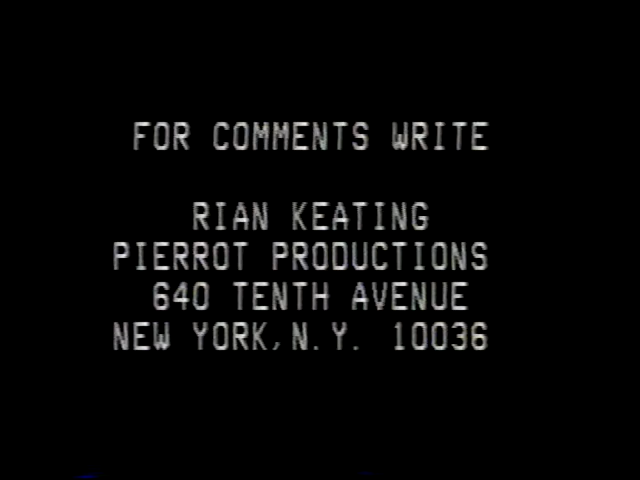 FOR COMMENTS WRITE
RIAN KEATING
PIERROT PRODUCTIONS
640 TENTH AVENUE
NEW YORK, N.Y. 10036